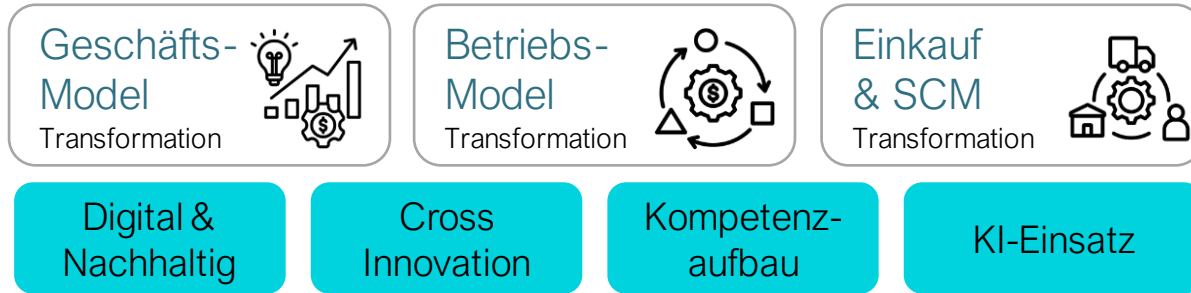 Geschäfts-
Model
Transformation
Betriebs-
Model
Transformation
Einkauf
& SCM
Transformation
Digital &
Nachhaltig
Cross
Innovation
Kompetenz-
aufbau
KI-Einsatz